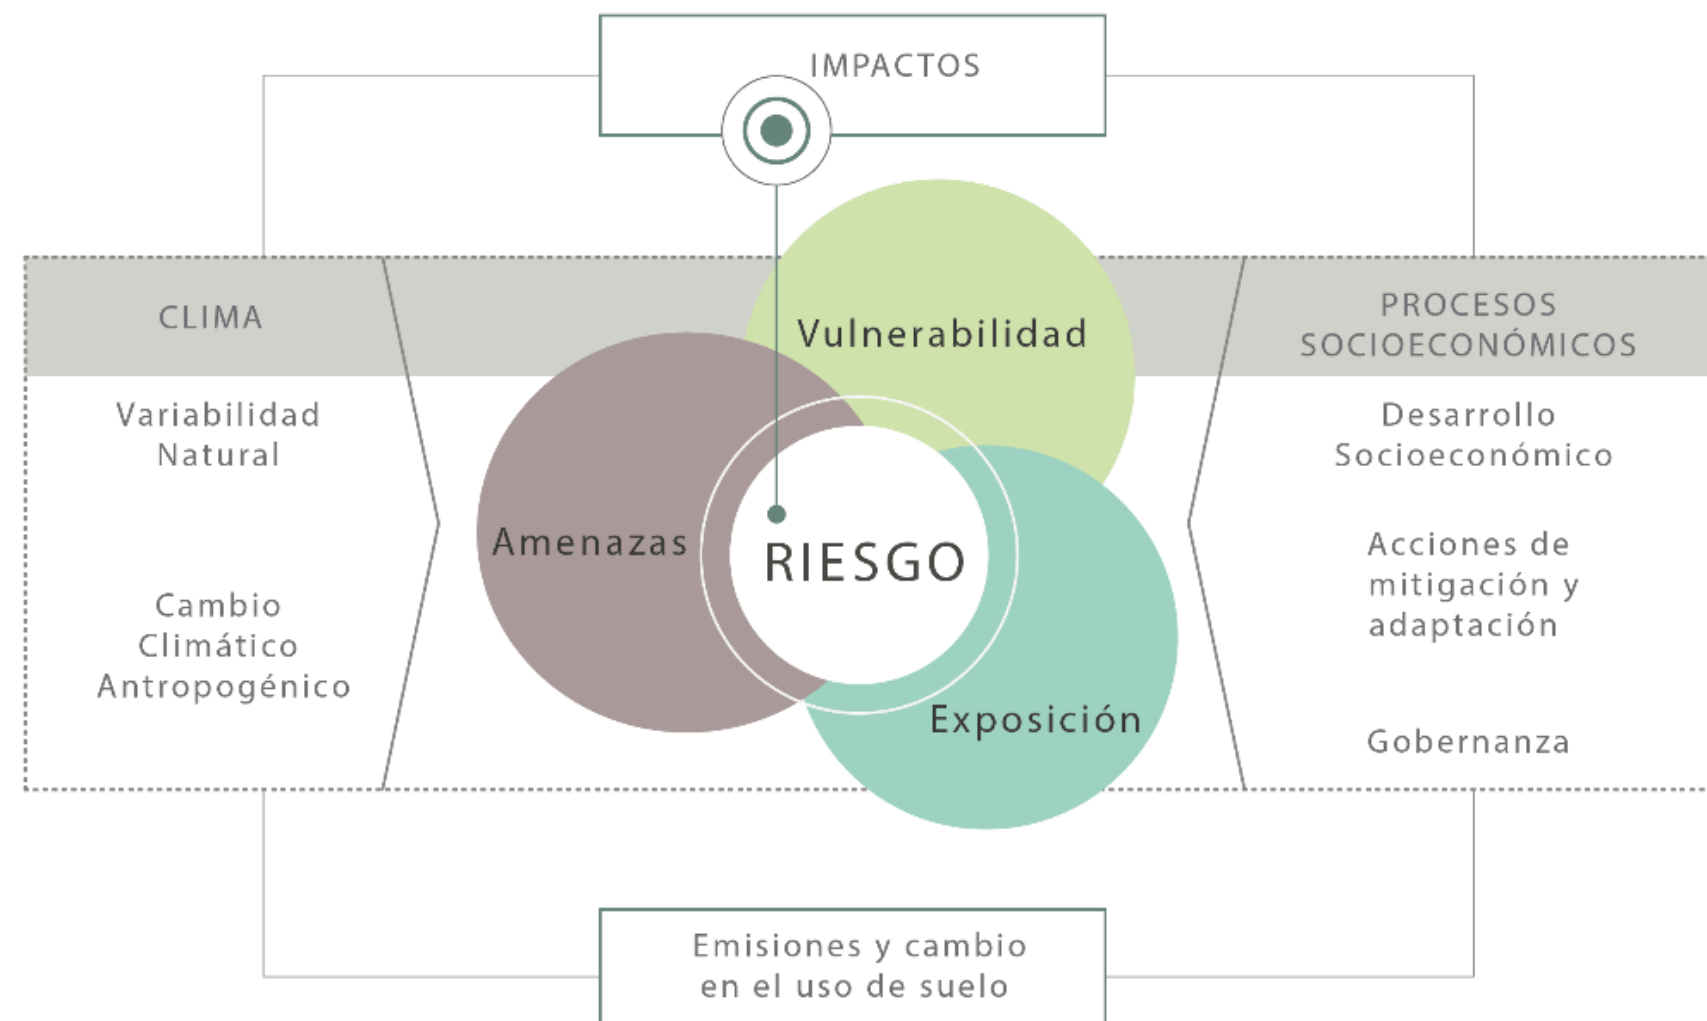 IMPACTOS
CLIMA
Variabilidad
Natural
Cambio
Climático
Antropogénico
Vulnerabilidad
Amenazas
RIESGO
Exposición
PROCESOS
SOCIOECONÓMICOS
Desarrollo
Socioeconómico
Acciones de
mitigación y
adaptación
Gobernanza
Emisiones y cambio
en el uso de suelo